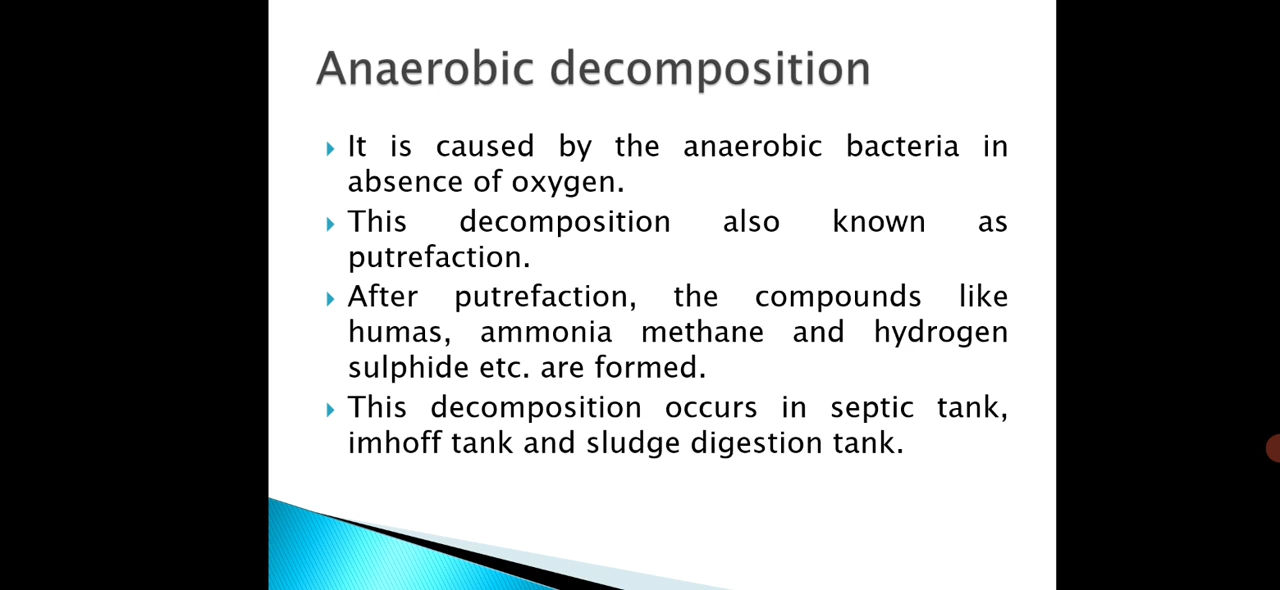 Anaerobic decomposition
It is caused by the anaerobic bacteria in
absence of oxygen.
This decomposition also known as
putrefaction.
After putrefaction, the compounds like
humas, ammonia methane and hydrogen
sulphide etc. are formed.
This decomposition occurs in septic tank,
imhoff tank and sludge digestion tank.